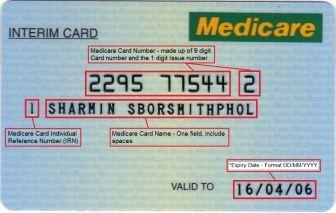 INTERIM CARD
Medicare
Medicare Card Number - made up of 9 digit
Card number and the 1 digit Issue number
2295 77544 2
1 SHARMIN SBORSMITHPHOL
Medicare Card Individual
Reference Number (IRN)
Medicare Card Name - One field, include
spaces
*Expiry Date - Format DD/MM/YYYY
VALID TO 16/04/06